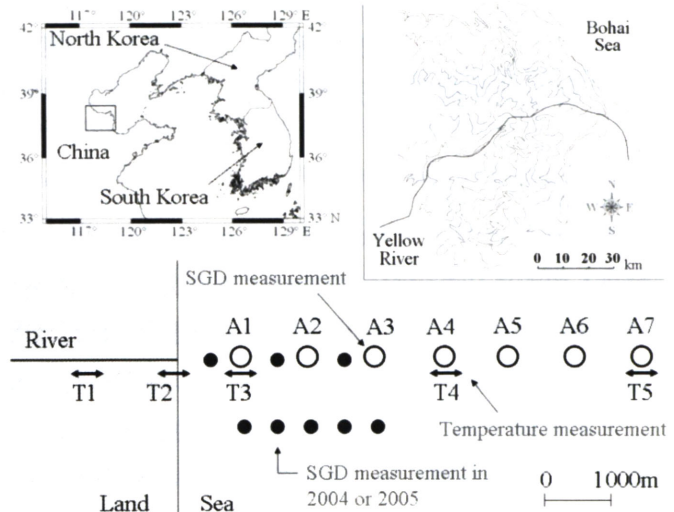 117° 120° 123° 126° 129° E
42 42
North Korea
39° 39°
China
36° 36°
South Korea
33° 33° N
117° 120° 123° 126° 129° E
Bohai
Sea
N
W E
S
Yellow
River
0 10 20 30 km
SGD measurement
River
A1 A2 A3 A4 A5 A6 A7
T1 T2 T3 T4 T5
Temperature measurement
SGD measurement in
2004 or 2005
0 1000m
Land Sea